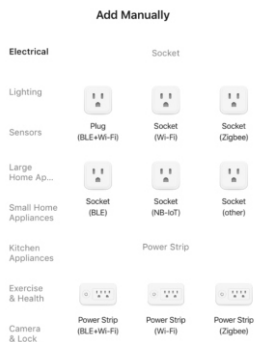 Add Manually
Electrical
Lighting
Sensors
Large
Home Ap...
Small Home
Appliances
Kitchen
Appliances
Exercise
& Health
Camera
& Lock
Socket
Plug
(BLE+Wi-Fi)
Socket
(Wi-Fi)
Socket
(Zigbee)
Socket
(BLE)
Socket
(NB-IoT)
Socket
(other)
Power Strip
Power Strip
(BLE+Wi-Fi)
Power Strip
(Wi-Fi)
Power Strip
(Zigbee)